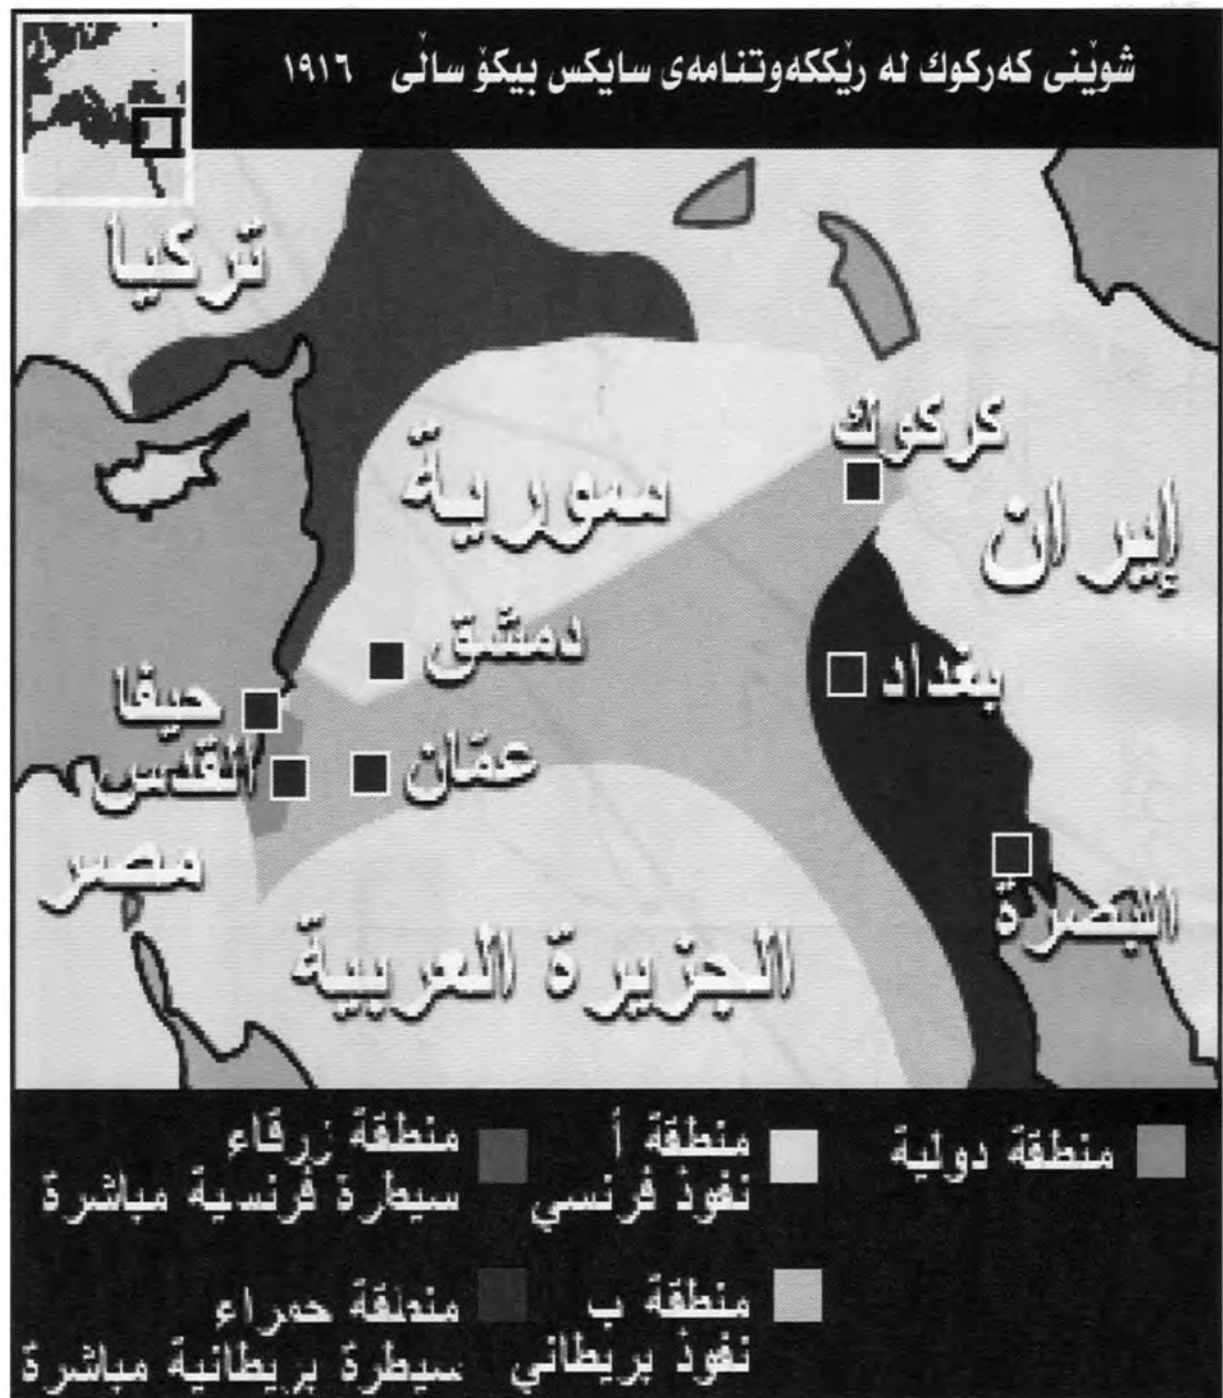 شوێنی کەرکوك لە رێککەوتنامەی سایکس بیکۆ ساڵی ١٩١٦
تركيا
كركوك
سورية
إيران
دمشق
بغداد
حيفا
عمّان
القدس
مصر
البصرة
الجزيرة العربية
منطقة دولية
منطقة أ
نفوذ فرنسي
منطقة زرقاء
سيطرة فرنسية مباشرة
منطقة ب
نفوذ بريطاني
منطقة حمراء
سيطرة بريطانية مباشرة